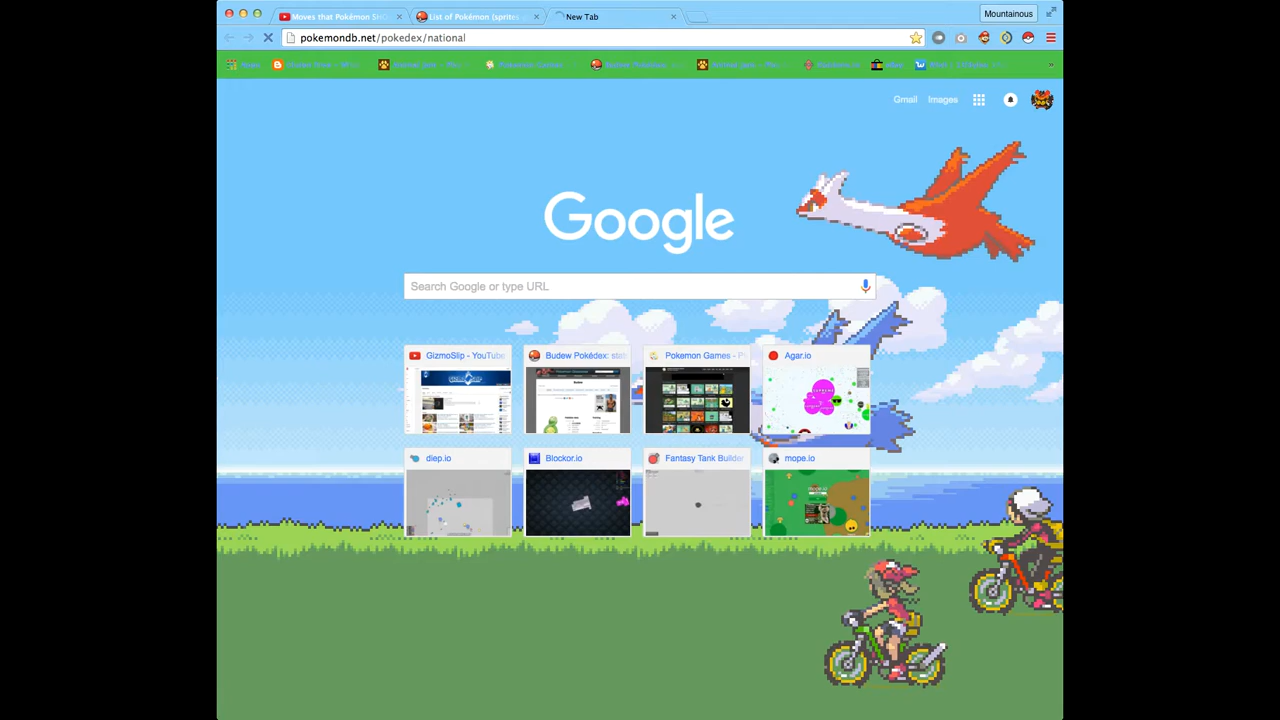 Moves that Pokémon SHO
List of Pokémon (sprites
New Tab
Mountainous
pokemondb.net/pokedex/national
Gmail
Images
Google
Search Google or type URL
GizmoSlip - YouTube
Budew Pokédex: stat
Pokemon Games - Pl
Agar.io
diep.io
Blockor.io
Fantasy Tank Builder
mope.io